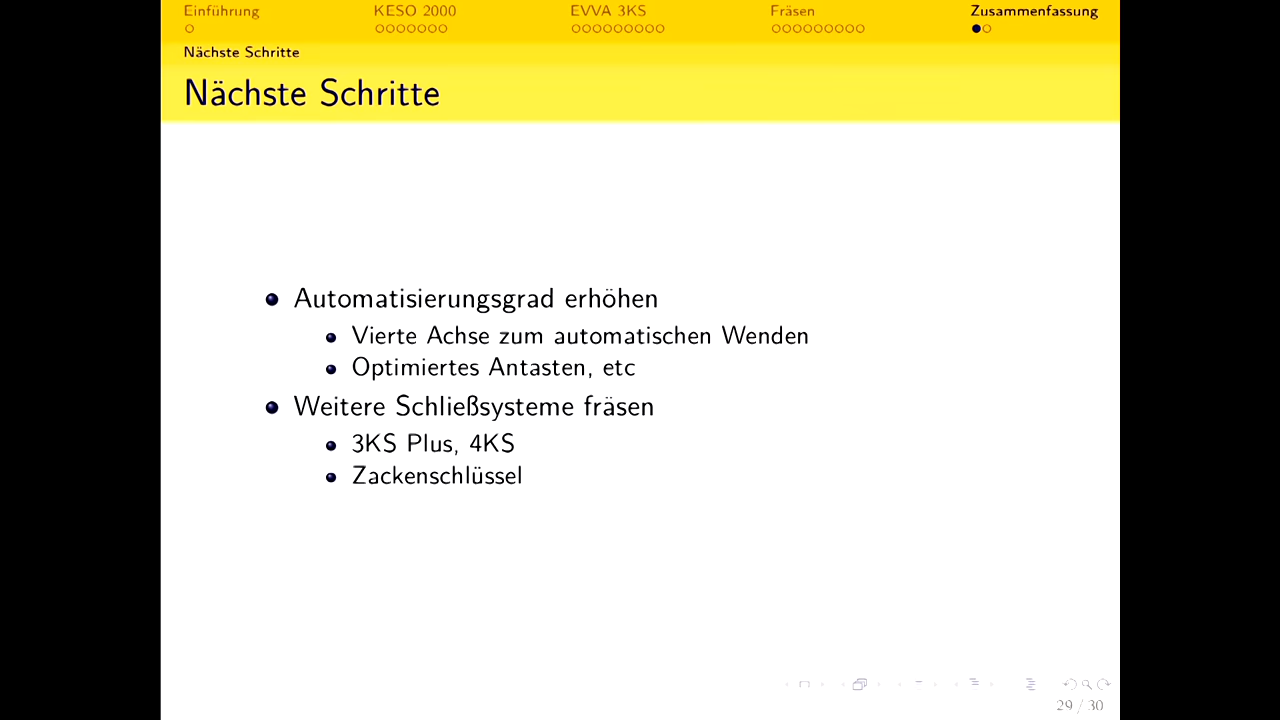 Einführung KESO 2000 EVVA 3KS Fräsen Zusammenfassung
Nächste Schritte
Nächste Schritte
Automatisierungsgrad erhöhen
Vierte Achse zum automatischen Wenden
Optimiertes Antasten, etc
Weitere Schließsysteme fräsen
3KS Plus, 4KS
Zackenschlüssel
29 / 30